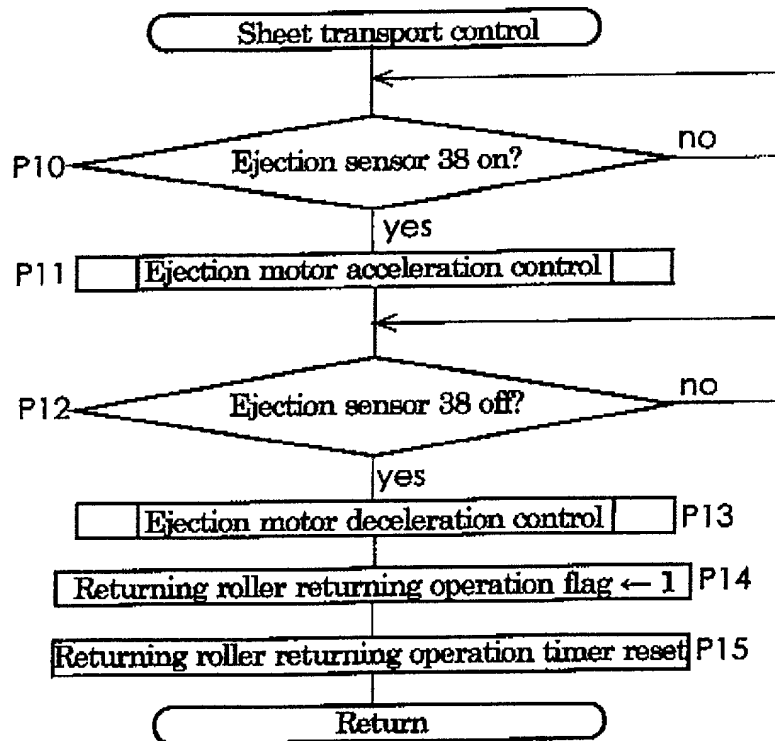 Sheet transport control
P10
Ejection sensor 38 on?
no
yes
P11
Ejection motor acceleration control
P12
Ejection sensor 38 off?
no
yes
Ejection motor deceleration control
P13
Returning roller returning operation flag ← 1
P14
Returning roller returning operation timer reset
P15
Return